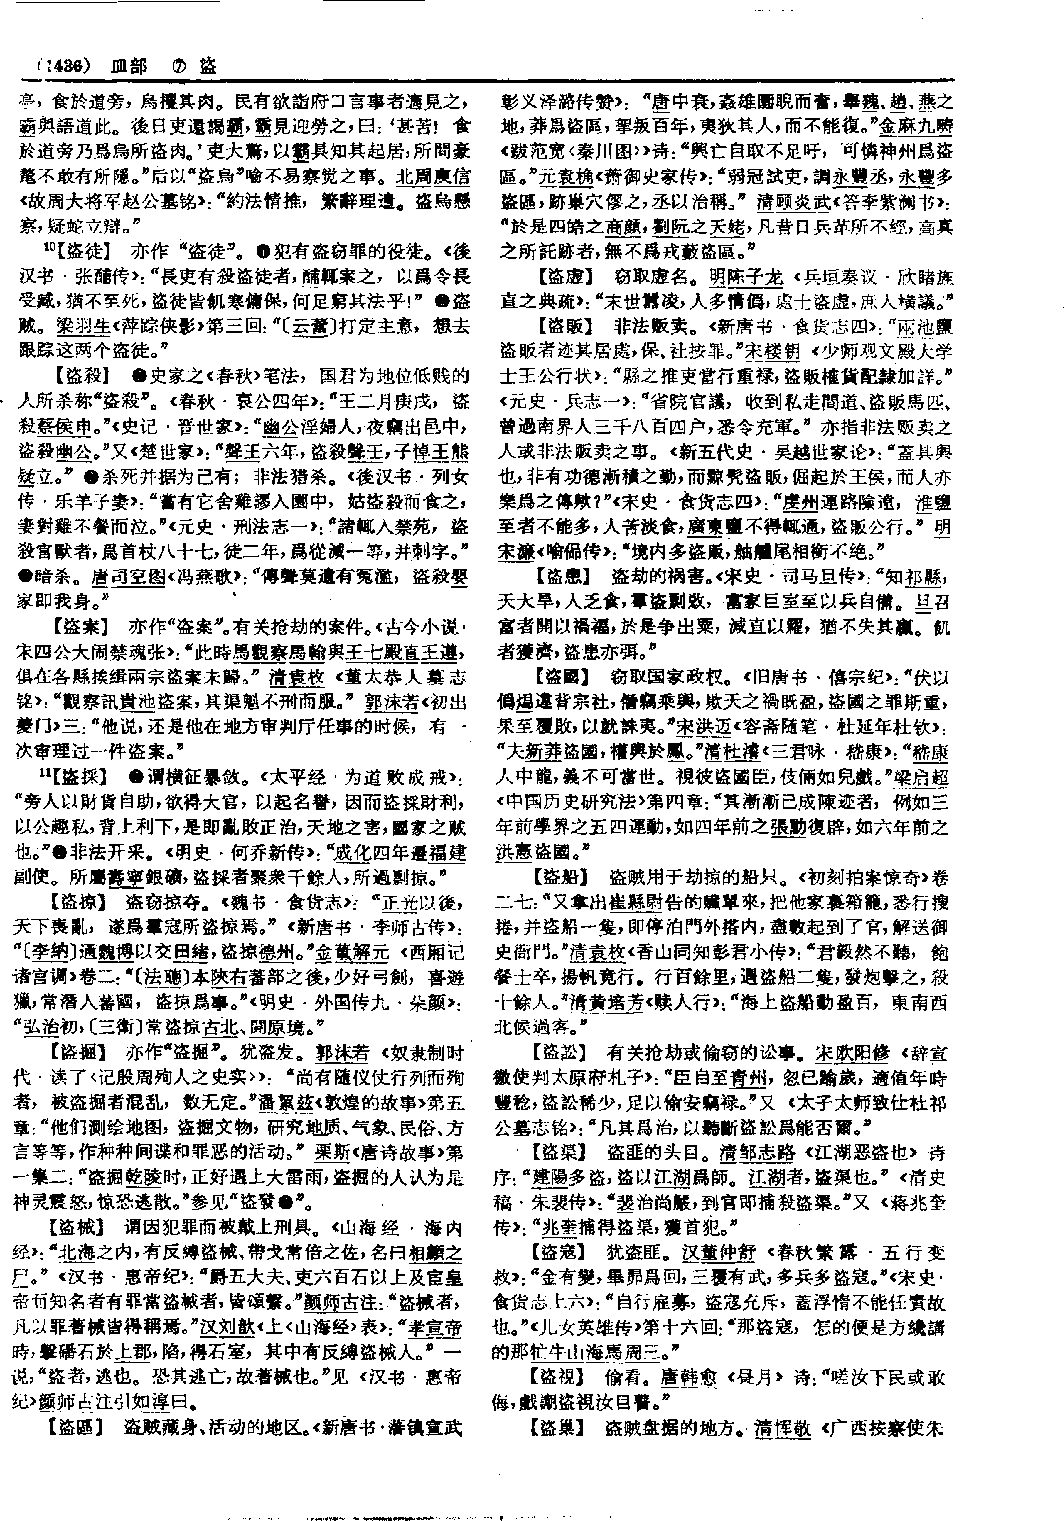 (1436) 皿部 ⑦ 盗
亭，食於道旁，烏攫其肉。民有欲詣府口言事者適見之，
霸與語道此。後日吏還謁霸，霸見迎勞之，曰：‘甚苦！食
於道旁乃爲烏所盜肉。’吏大驚，以霸具知其起居，所問豪
氂不敢有所隱。”后以“盜烏”喻不易察觉之事。北周庾信
《故周大将军赵公墓铭》：“約法情推，繁辭理遣。盜烏懸
察，疑蛇立辯。”
10【盜徒】 亦作“盗徒”。❶犯有盗窃罪的役徒。《後
汉书·张酺传》：“長吏有殺盜徒者，酺輒案之，以爲令長
受臧，猶不至死，盜徒皆飢寒傭保，何足窮其法乎！”❷盗
贼。梁羽生《萍踪侠影》第三回：“〔云蕾〕打定主意，想去
跟踪这两个盗徒。”
【盜殺】 ❶史家之《春秋》笔法，国君为地位低贱的
人所杀称“盜殺”。《春秋·哀公四年》：“王二月庚戌，盜
殺蔡侯申。”《史记·晋世家》：“幽公淫婦人，夜竊出邑中，
盜殺幽公。”又《楚世家》：“聲王六年，盜殺聲王，子悼王熊
疑立。”❷杀死并据为己有；非法猎杀。《後汉书·列女
传·乐羊子妻》：“嘗有它舍雞謬入園中，姑盜殺而食之，
妻對雞不餐而泣。”《元史·刑法志一》：“諸輒入禁苑，盜
殺官獸者，爲首杖八十七，徒二年，爲從減一等，并刺字。”
❸暗杀。唐司空图《冯燕歌》：“傳聲莫遣有冤濫，盜殺嬰
家即我身。”
【盜案】 亦作“盗案”。有关抢劫的案件。《古今小说·
宋四公大闹禁魂张》：“此時馬觀察馬翰與王七殿直王遵，
俱在各縣挨緝兩宗盜案未歸。”清袁枚《董太恭人墓志
铭》：“觀察訊貴池盜案，其渠魁不刑而服。”郭沫若《初出
夔门》三：“他说，还是他在地方审判厅任事的时候，有一
次审理过一件盗案。”
11【盜採】 ❶谓横征暴敛。《太平经·为道败成戒》：
“旁人以財貨自助，欲得大官，以起名譽，因而盜採財利，
以公趣私，背上利下，是即亂敗正治，天地之害，國家之賊
也。”❷非法开采。《明史·何乔新传》：“成化四年遷福建
副使。所屬壽寧銀礦，盜採者聚衆千餘人，所過剽掠。”
【盜掠】 盗窃掠夺。《魏书·食货志》：“正光以後，
天下喪亂，遂爲羣寇所盜掠焉。”《新唐书·李师古传》：
“〔李納〕通魏博以交田緒，盜掠德州。”金董解元《西厢记
诸宫调》卷二：“〔法聰〕本陝右蕃部之後，少好弓劍，喜遊
獵，常潛入蕃國，盜掠爲事。”《明史·外国传九·朵颜》：
“弘治初，〔三衛〕常盜掠古北、開原境。”
【盜掘】 亦作“盗掘”。犹盗发。郭沫若《奴隶制时
代·读了〈记殷周殉人之史实〉》：“尚有随仪仗行列而殉
者，被盗掘者混乱，数无定。”潘絜兹《敦煌的故事》第五
章：“他们测绘地图，盗掘文物，研究地质、气象、民俗、方
言等等，作种种间谍和罪恶的活动。”栗斯《唐诗故事》第
一集二：“盗掘乾陵时，正好遇上大雷雨，盗掘的人认为是
神灵震怒，惊恐逃散。”参见“盜發❷”。
【盜械】 谓因犯罪而被戴上刑具。《山海经·海内
经》：“北海之内，有反縛盜械、帶戈常倍之佐，名曰相顧之
尸。”《汉书·惠帝纪》：“爵五大夫、吏六百石以上及宦皇
帝而知名者有罪當盜械者，皆頌繫。”颜师古注：“盜械者，
凡以罪著械皆得稱焉。”汉刘歆《上〈山海经〉表》：“孝宣帝
時，擊磻石於上郡，陷，得石室，其中有反縛盜械人。”一
说，“盜者，逃也。恐其逃亡，故著械也。”见《汉书·惠帝
纪》颜师古注引如淳曰。
【盜區】 盗贼藏身、活动的地区。《新唐书·藩镇宣武
彰义泽潞传赞》：“唐中衰，姦雄圜睨而奮，舉魏、趙、燕之
地，莽爲盜區，挐叛百年，夷狄其人，而不能復。”金麻九畴
《跋范宽〈秦川图〉》诗：“興亡自取不足吁，可憐神州爲盜
區。”元袁桷《莆御史家传》：“弱冠試吏，調永豐丞，永豐多
盜區，跡巢穴僇之，丞以治稱。”清顾炎武《答李紫澜书》：
“於是四皓之商顔，劉阮之天姥，凡昔日兵革所不經，高真
之所託跡者，無不爲戎藪盜區。”
【盜虛】 窃取虚名。明陈子龙《兵垣奏议·欣睹旌
直之典疏》：“末世囂凌，人多情僞，處士盜虛，庶人横議。”
【盜販】 非法贩卖。《新唐书·食货志四》：“兩池鹽
盜販者迹其居處，保、社按罪。”宋楼钥《少师观文殿大学
士王公行状》：“縣之推吏當行重禄，盜販榷貨配隸加詳。”
《元史·兵志一》：“省院官議，收到私走間道、盜販馬匹、
曾過南界人三千八百四户，悉令充軍。”亦指非法贩卖之
人或非法贩卖之事。《新五代史·吴越世家论》：“蓋其興
也，非有功德漸積之勤，而黥髡盜販，倔起於王侯，而人亦
樂爲之傳歟？”《宋史·食货志四》：“虔州運路險遠，淮鹽
至者不能多，人苦淡食，廣東鹽不得輒通，盜販公行。”明
宋濂《喻偘传》：“境内多盜販，舳艫尾相銜不绝。”
【盜患】 盗劫的祸害。《宋史·司马旦传》：“知祁縣，
天大旱，人乏食，羣盜剽敚，富家巨室至以兵自備。旦召
富者開以禍福，於是争出粟，減直以糶，猶不失其贏。飢
者獲濟，盜患亦弭。”
【盜國】 窃取国家政权。《旧唐书·僖宗纪》：“伏以
僞煴違背宗社，僭竊乘輿，欺天之禍既盈，盜國之罪斯重，
果至覆敗，以就誅夷。”宋洪迈《容斋随笔·杜延年杜钦》：
“大新莽盜國，權輿於鳳。”清杜濬《三君咏·嵇康》：“嵇康
人中龍，義不可當世。視彼盜國臣，伎倆如兒戲。”梁启超
《中国历史研究法》第四章：“其漸漸已成陳迹者，例如三
年前學界之五四運動，如四年前之張勳復辟，如六年前之
洪憲盜國。”
【盜船】 盗贼用于劫掠的船只。《初刻拍案惊奇》卷
二七：“又拿出崔縣尉告的贓單來，把他家裏箱籠，悉行搜
捲，并盜船一隻，即停泊門外搭内，盡數起到了官，解送御
史衙門。”清袁枚《香山同知彭君小传》：“君毅然不聽，飽
餐士卒，揚帆竟行。行百餘里，遇盜船二隻，發炮擊之，殺
十餘人。”清黄培芳《赎人行》：“海上盜船動盈百，東南西
北候過客。”
【盜訟】 有关抢劫或偷窃的讼事。宋欧阳修《辞宣
徽使判太原府札子》：“臣自至青州，忽已踰歲，適值年時
豐稔，盜訟稀少，足以偷安竊禄。”又《太子太师致仕杜祁
公墓志铭》：“凡其爲治，以聽斷盜訟爲能否爾。”
【盜渠】 盗匪的头目。清邹志路《江湖恶盗也》诗
序：“建陽多盜，盜以江湖爲師。江湖者，盜渠也。”《清史
稿·朱裴传》：“裴治尚嚴，到官即捕殺盜渠。”又《蒋兆奎
传》：“兆奎捕得盜渠，獲首犯。”
【盜寇】 犹盗匪。汉董仲舒《春秋繁露·五行变
救》：“金有變，畢昴爲回，三覆有武，多兵多盜寇。”《宋史·
食货志上六》：“自行雇募，盜寇充斥，蓋浮惰不能任責故
也。”《儿女英雄传》第十六回：“那盜寇，怎的便是方纔講
的那牤牛山海馬周三。”
【盜視】 偷看。唐韩愈《昼月》诗：“嗟汝下民或敢
侮，戲嘲盜視汝目瞽。”
【盜巢】 盗贼盘据的地方。清恽敬《广西按察使朱